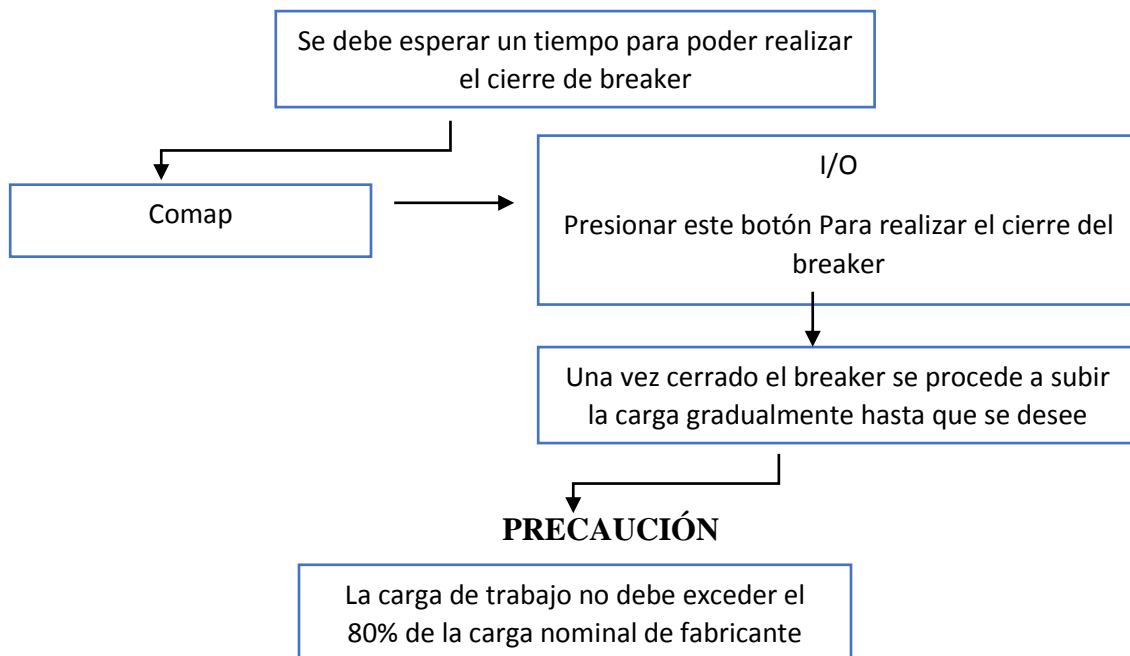 Se debe esperar un tiempo para poder realizar
el cierre de breaker
Comap
I/O
Presionar este botón Para realizar el cierre del
breaker
Una vez cerrado el breaker se procede a subir
la carga gradualmente hasta que se desee
PRECAUCIÓN
La carga de trabajo no debe exceder el
80% de la carga nominal de fabricante